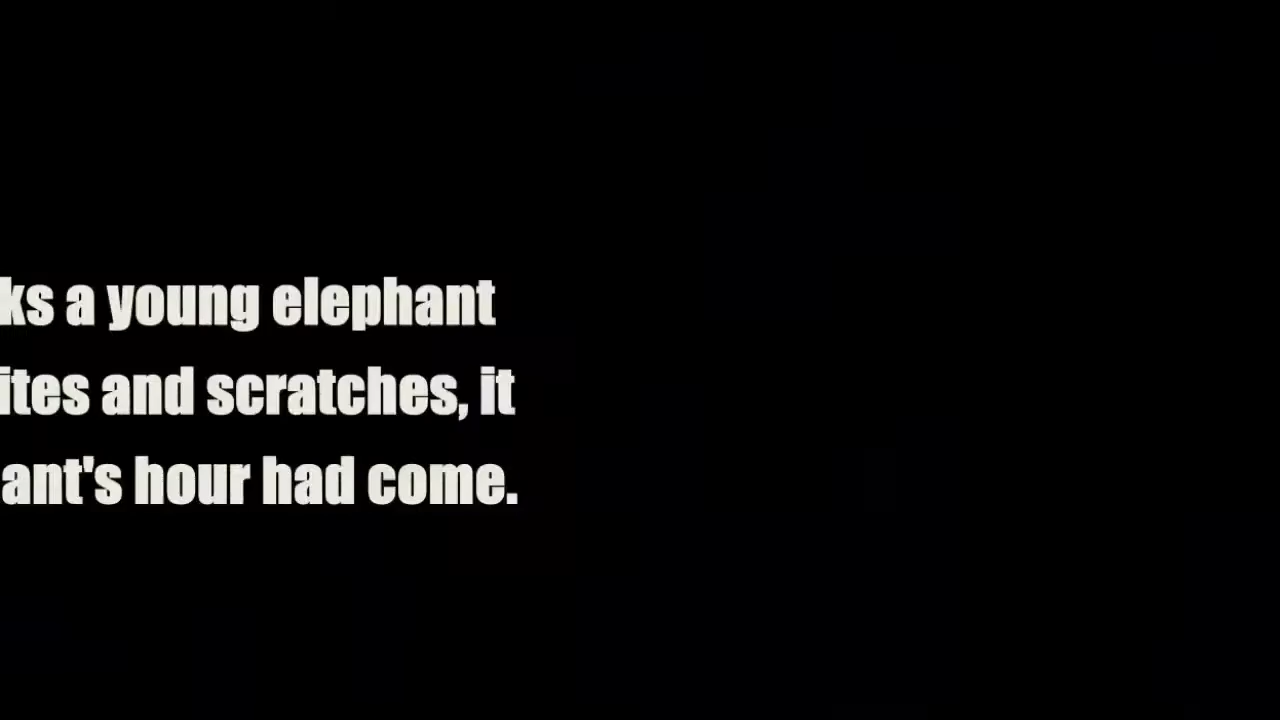 ks a young elephant
ites and scratches, it
ant's hour had come.